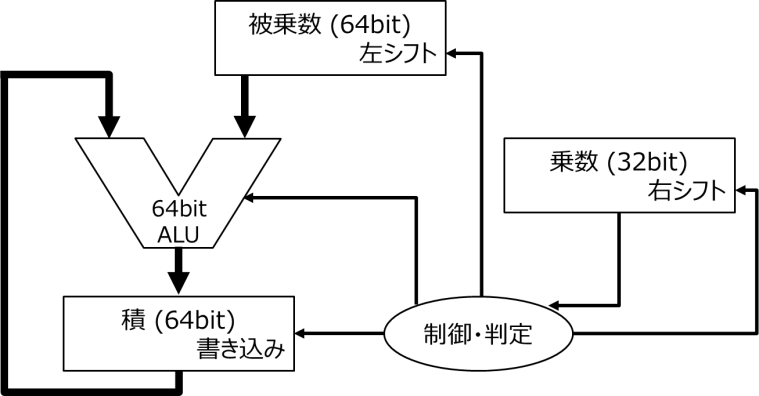 被乗数 (64bit)
左シフト
乗数 (32bit)
右シフト
64bit
ALU
積 (64bit)
書き込み
制御・判定